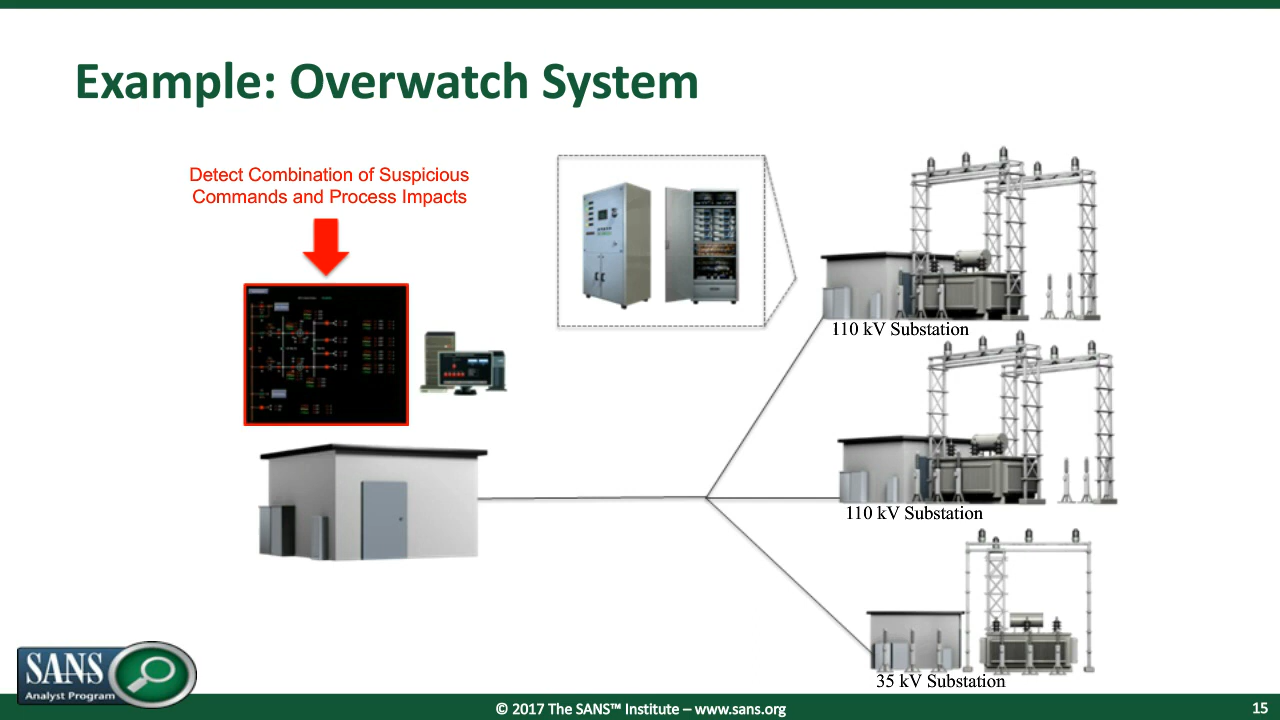 Example: Overwatch System
Detect Combination of Suspicious
Commands and Process Impacts
110 kV Substation
110 kV Substation
35 kV Substation
SANS
Analyst Program
© 2017 The SANS™ Institute – www.sans.org
15